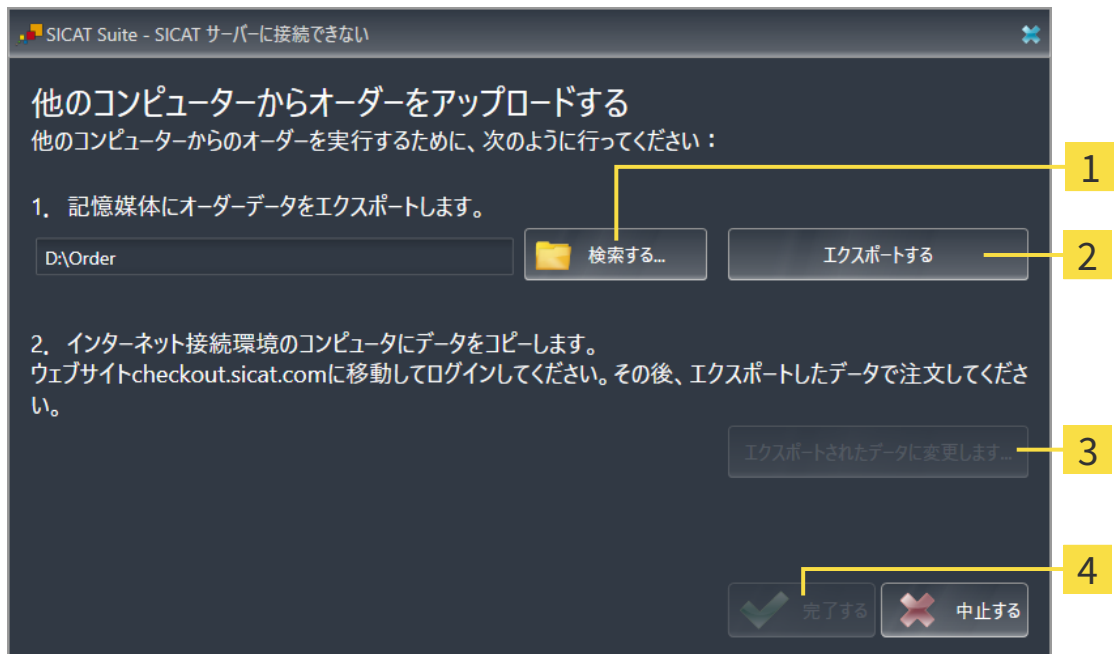 SICAT Suite - SICAT サーバーに接続できない
他のコンピューターからオーダーをアップロードする
他のコンピューターからのオーダーを実行するために、次のように行ってください：
1
1. 記憶媒体にオーダーデータをエクスポートします。
D:\Order
検索する...
エクスポートする
2
2. インターネット接続環境のコンピュータにデータをコピーします。
ウェブサイトcheckout.sicat.comに移動してログインしてください。その後、エクスポートしたデータで注文してくださ
い。
エクスポートされたデータに変更します...
3
4
完了する
中止する